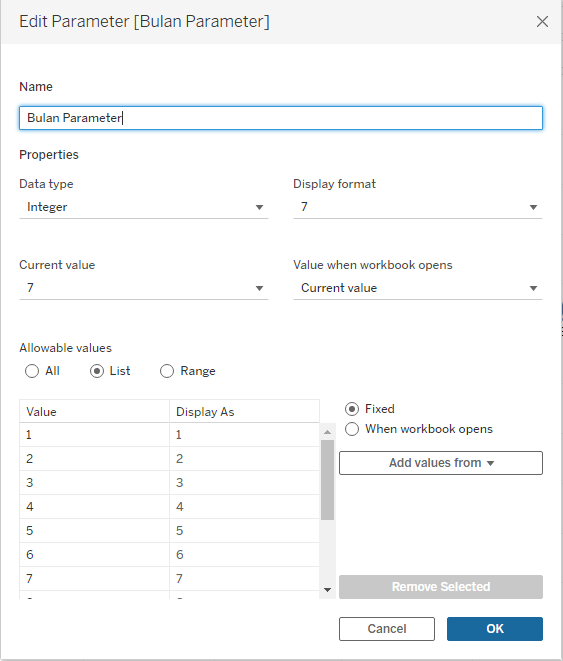 Edit Parameter [Bulan Parameter]
Name
Bulan Parameter
Properties
Data type Display format
Integer 7
Current value Value when workbook opens
7 Current value
Allowable values
All List Range
Value Display As
1 1
2 2
3 3
4 4
5 5
6 6
7 7
Fixed
When workbook opens
Add values from
Remove Selected
Cancel OK